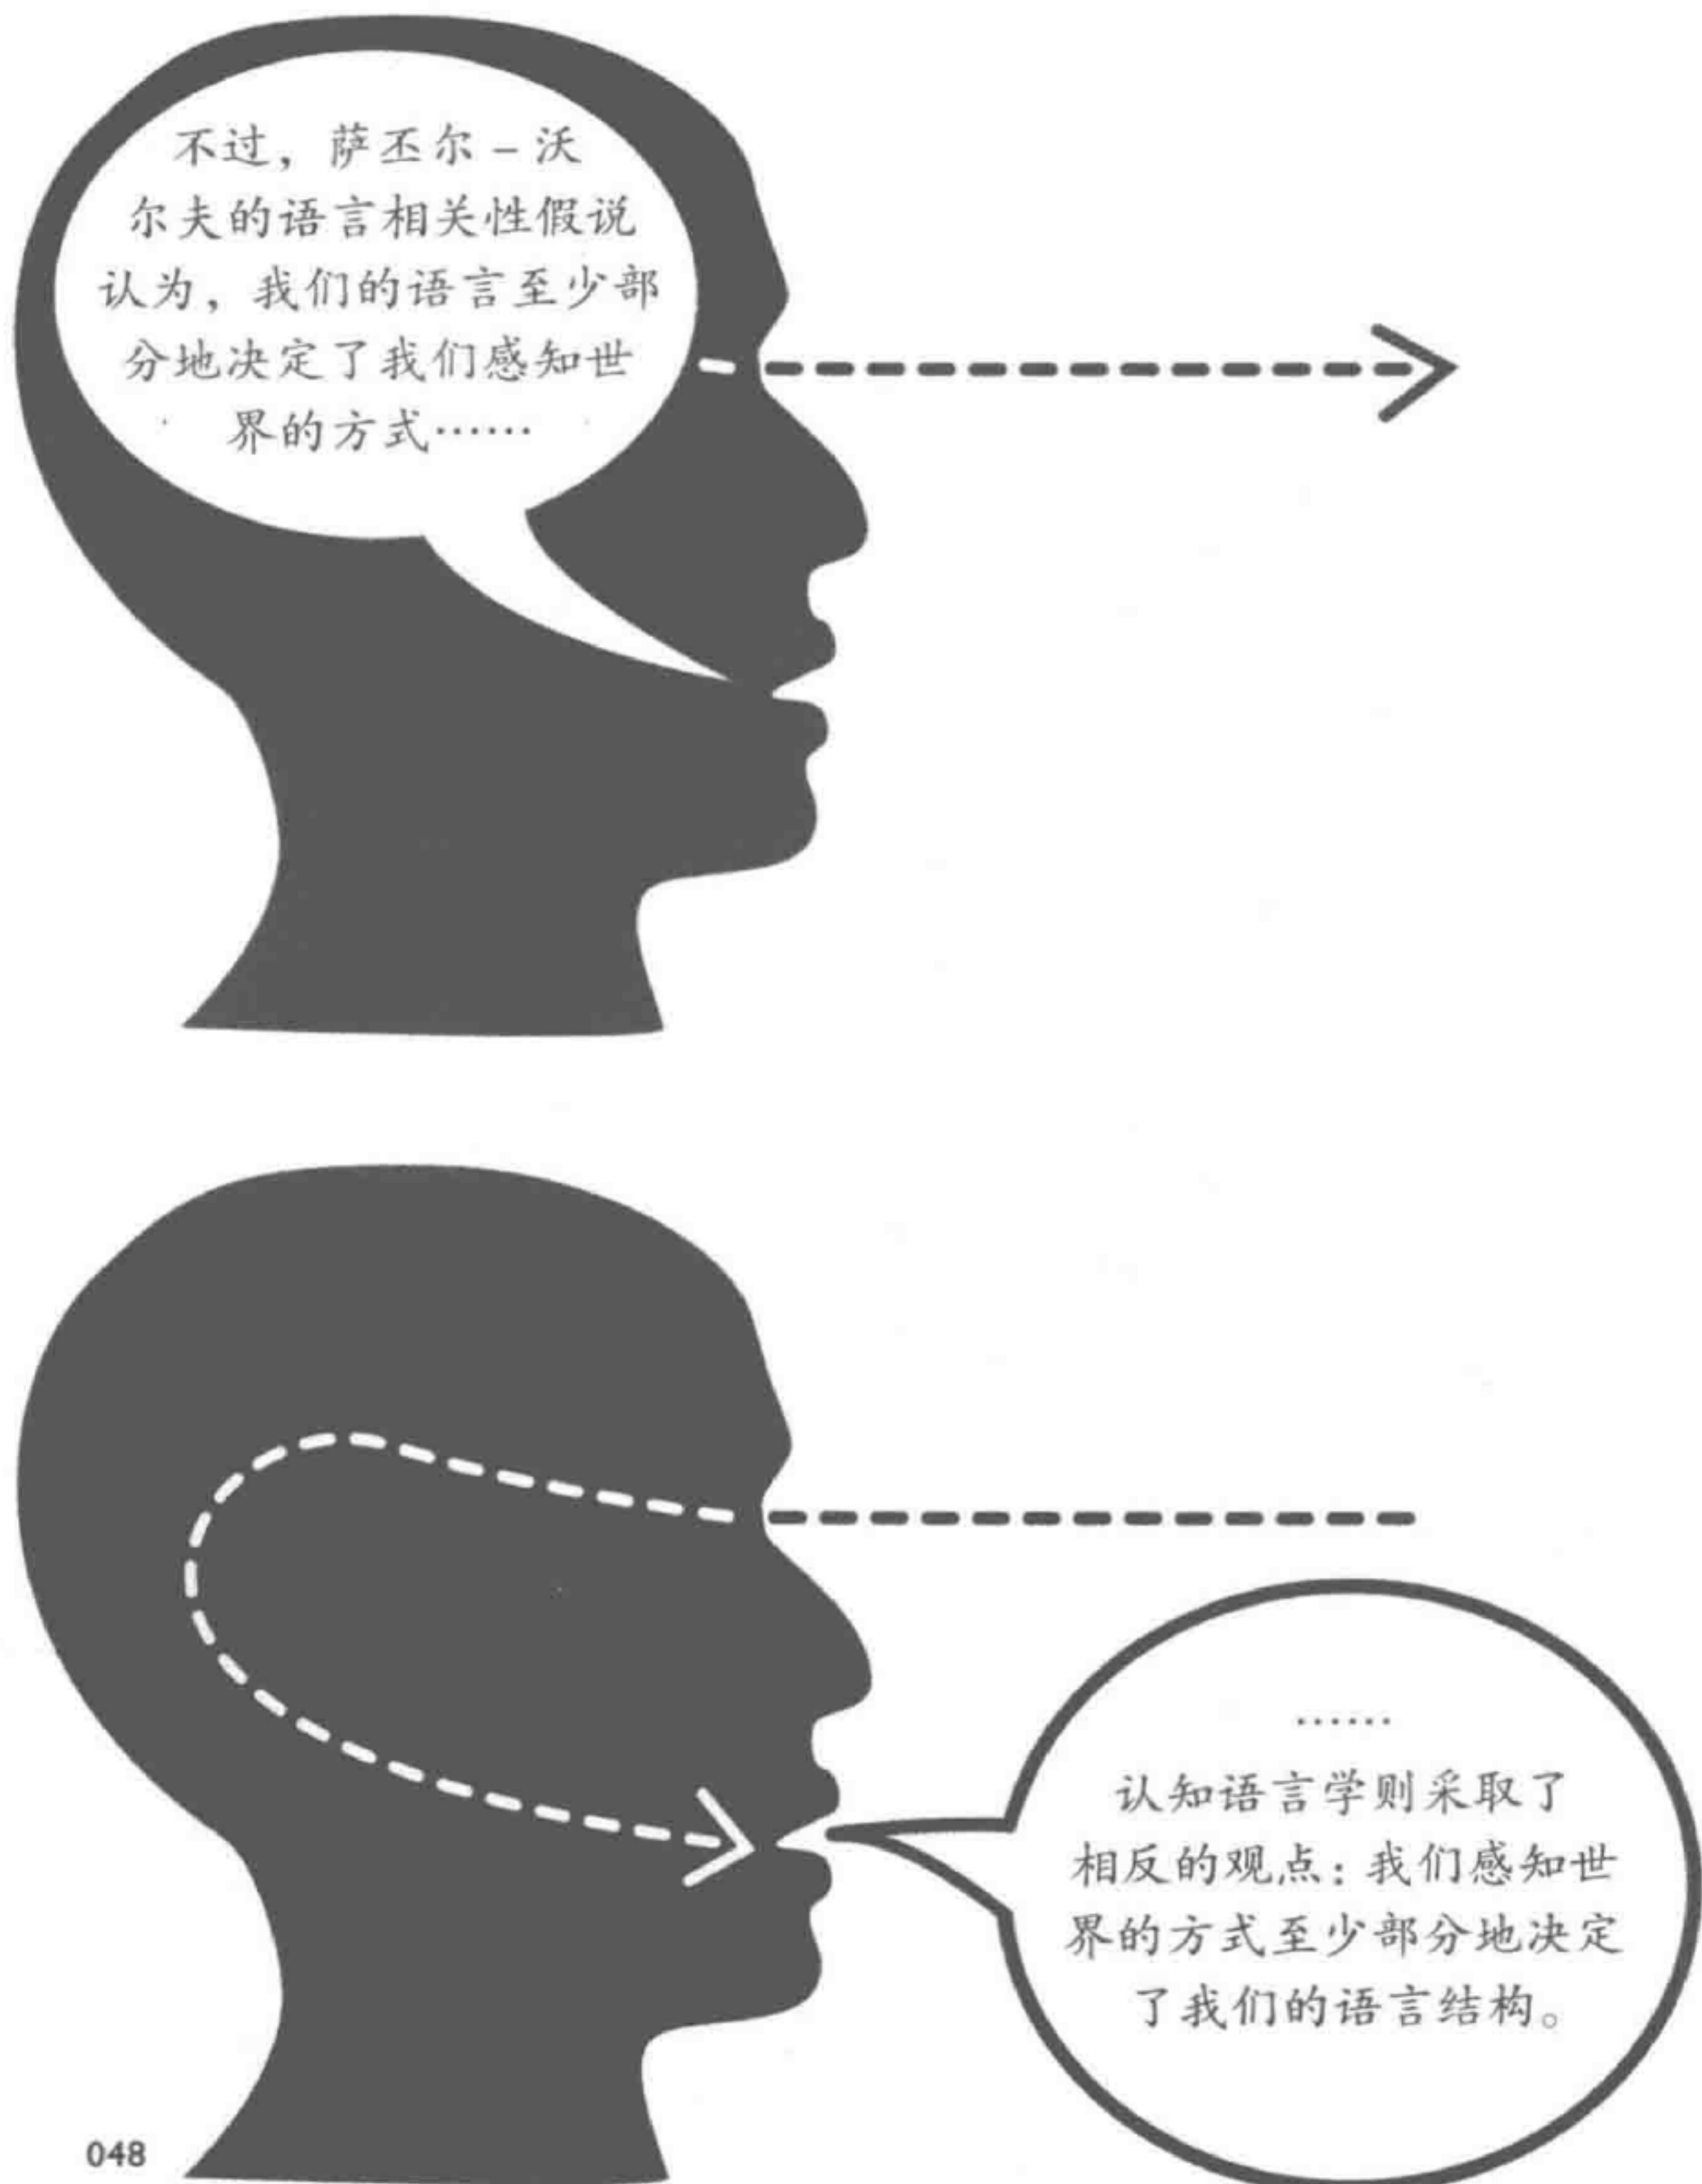 不过，萨丕尔－沃
尔夫的语言相关性假说
认为，我们的语言至少部
分地决定了我们感知世
界的方式……
……
认知语言学则采取了
相反的观点：我们感知世
界的方式至少部分地决定
了我们的语言结构。
048